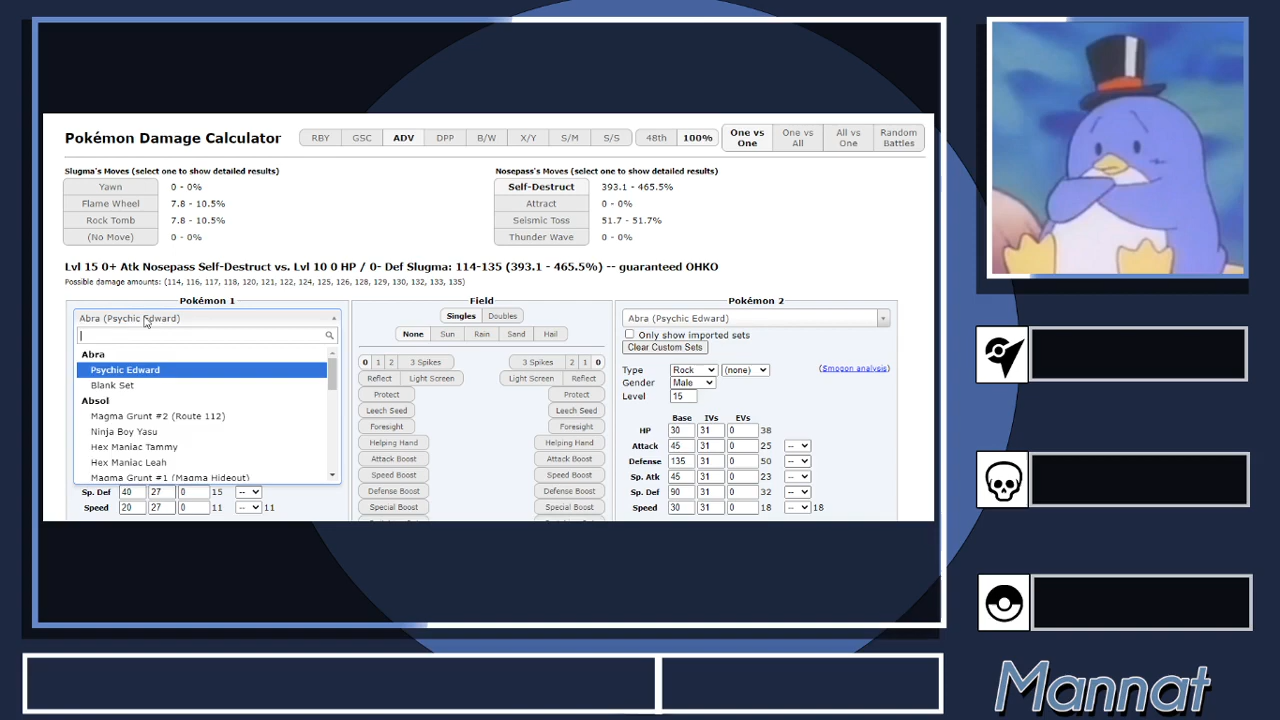 Pokémon Damage Calculator
RBY GSC ADV DPP B/W X/Y S/M S/S 48th 100% One vs One One vs All All vs One Random Battles
Slugma's Moves (select one to show detailed results)
Yawn 0 - 0%
Flame Wheel 7.8 - 10.5%
Rock Tomb 7.8 - 10.5%
(No Move) 0 - 0%
Nosepass's Moves (select one to show detailed results)
Self-Destruct 393.1 - 465.5%
Attract 0 - 0%
Seismic Toss 51.7 - 51.7%
Thunder Wave 0 - 0%
Lvl 15 0+ Atk Nosepass Self-Destruct vs. Lvl 10 0 HP / 0- Def Slugma: 114-135 (393.1 - 465.5%) -- guaranteed OHKO
Possible damage amounts: (114, 116, 117, 118, 120, 121, 122, 124, 125, 126, 128, 129, 130, 132, 133, 135)
Pokémon 1
Abra (Psychic Edward)
Abra
Psychic Edward
Blank Set
Absol
Magma Grunt #2 (Route 112)
Ninja Boy Yasu
Hex Maniac Tammy
Hex Maniac Leah
Magma Grunt #1 (Magma Hideout)
Sp. Def 40 27 0 15 --
Speed 20 27 0 11 -- 11
Field
Singles Doubles
None Sun Rain Sand Hail
0 1 2 3 Spikes 3 Spikes 2 1 0
Reflect Light Screen Light Screen Reflect
Protect Protect
Leech Seed Leech Seed
Foresight Foresight
Helping Hand Helping Hand
Attack Boost Attack Boost
Speed Boost Speed Boost
Defense Boost Defense Boost
Special Boost Special Boost
Pokémon 2
Abra (Psychic Edward)
Only show imported sets
Clear Custom Sets
Type Rock (none) (Smogon analysis)
Gender Male
Level 15
Base IVs EVs
HP 30 31 0 38
Attack 45 31 0 25 --
Defense 135 31 0 50 --
Sp. Atk 45 31 0 23 --
Sp. Def 90 31 0 32 --
Speed 30 31 0 18 -- 18
Mannat